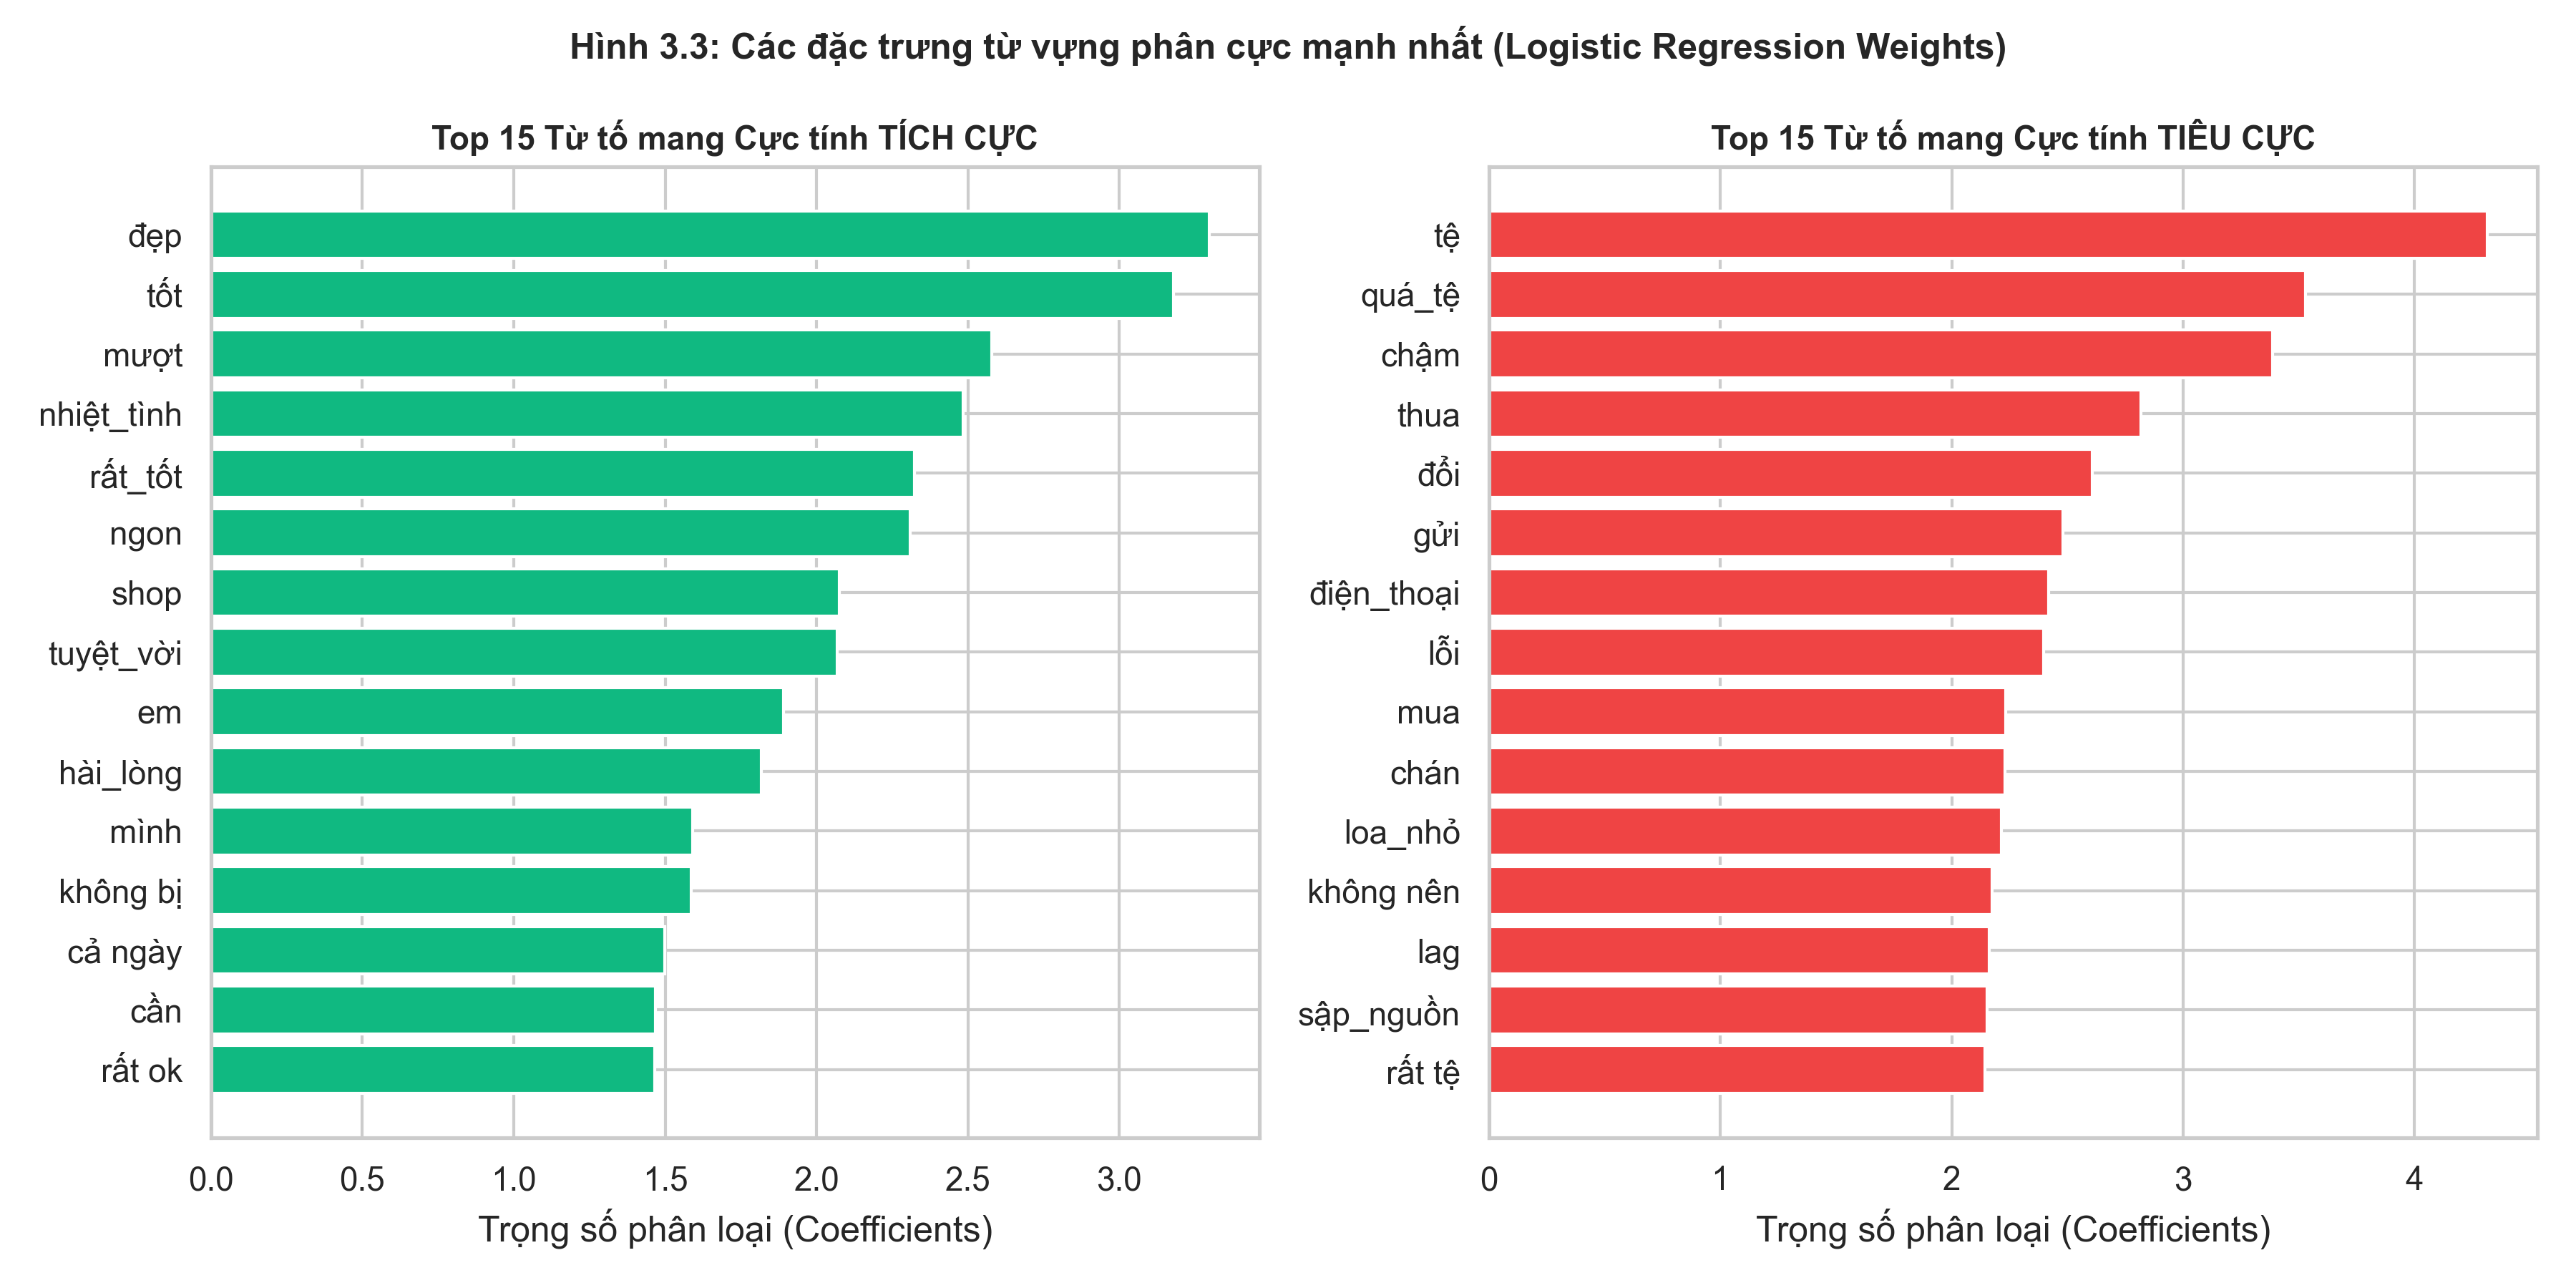 Hình 3.3: Các đặc trưng từ vựng phân cực mạnh nhất (Logistic Regression Weights)
Top 15 Từ tố mang Cực tính TÍCH CỰC
đẹp
tốt
mượt
nhiệt_tình
rất_tốt
ngon
shop
tuyệt_vời
em
hài_lòng
mình
không bị
cả ngày
cần
rất ok
0.0 0.5 1.0 1.5 2.0 2.5 3.0
Trọng số phân loại (Coefficients)
Top 15 Từ tố mang Cực tính TIÊU CỰC
tệ
quá_tệ
chậm
thua
đổi
gửi
điện_thoại
lỗi
mua
chán
loa_nhỏ
không nên
lag
sập_nguồn
rất tệ
0 1 2 3 4
Trọng số phân loại (Coefficients)